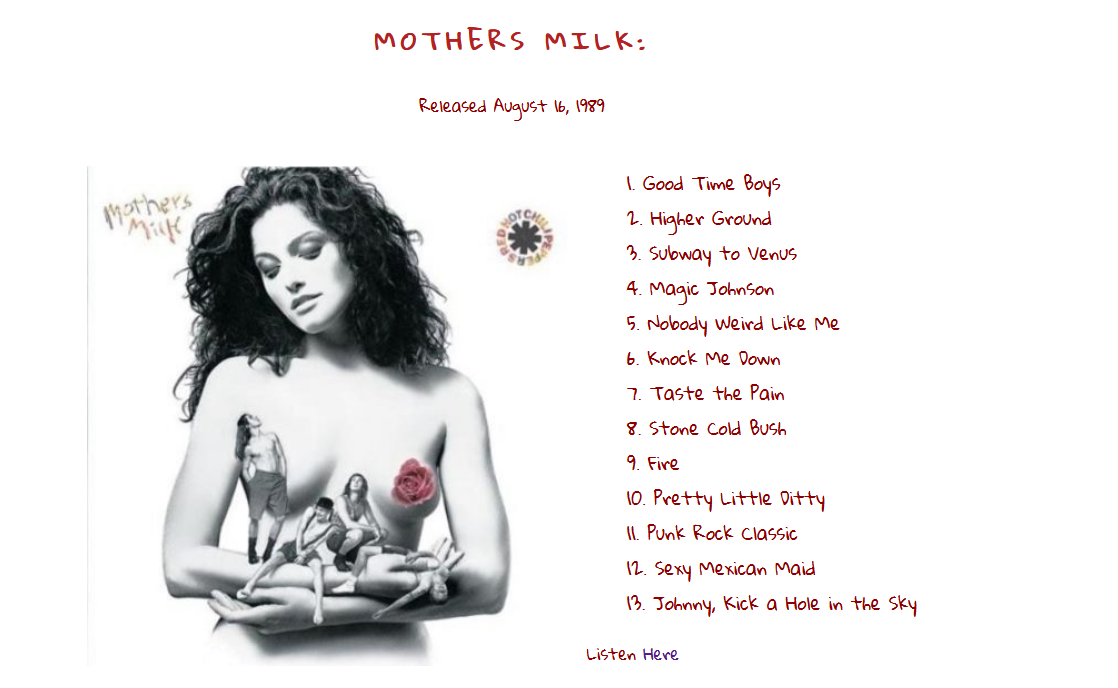 MOTHERS MILK:
Released August 16, 1989
Mothers
Milk
RED HOT CHILI PEPPERS
1. Good Time Boys
2. Higher Ground
3. Subway to Venus
4. Magic Johnson
5. Nobody Weird Like Me
6. Knock Me Down
7. Taste the Pain
8. Stone Cold Bush
9. Fire
10. Pretty Little Ditty
11. Punk Rock Classic
12. Sexy Mexican Maid
13. Johnny, Kick a Hole in the Sky
Listen Here